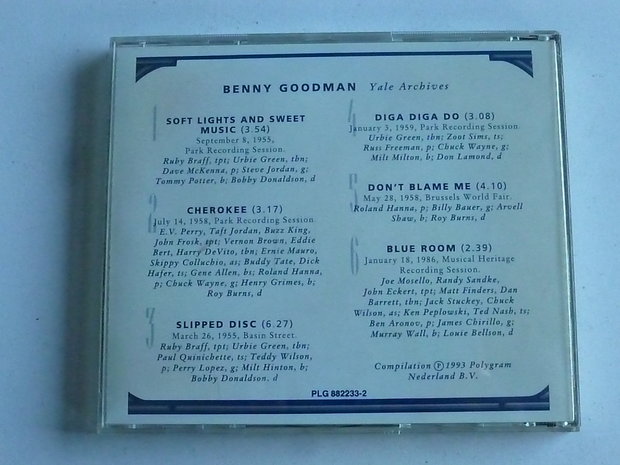 BENNY GOODMAN Yale Archives
1
SOFT LIGHTS AND SWEET
MUSIC (3.54)
September 8, 1955,
Park Recording Session.
Ruby Braff, tpt; Urbie Green, tbn;
Dave McKenna, p; Steve Jordan, g;
Tommy Potter, b; Bobby Donaldson, d
2
CHEROKEE (3.17)
July 14, 1958, Park Recording Session.
E.V. Perry, Taft Jordan, Buzz King,
John Frosk, tpt; Vernon Brown, Eddie
Bert, Harry DeVito, tbn; Ernie Mauro,
Skippy Colluchio, as; Buddy Tate, Dick
Hafer, ts; Gene Allen, bs; Roland Hanna,
p; Chuck Wayne, g; Henry Grimes, b;
Roy Burns, d
3
SLIPPED DISC (6.27)
March 26, 1955, Basin Street.
Ruby Braff, tpt; Urbie Green, tbn;
Paul Quinichette, ts; Teddy Wilson,
p; Perry Lopez, g; Milt Hinton, b;
Bobby Donaldson, d
4
DIGA DIGA DO (3.08)
January 3, 1959, Park Recording Session.
Urbie Green, tbn; Zoot Sims, ts;
Russ Freeman, p; Chuck Wayne, g;
Milt Milton, b; Don Lamond, d
5
DON'T BLAME ME (4.10)
May 28, 1958, Brussels World Fair.
Roland Hanna, p; Billy Bauer, g; Arvell
Shaw, b; Roy Burns, d
6
BLUE ROOM (2.39)
January 18, 1986, Musical Heritage
Recording Session.
Joe Mosello, Randy Sandke,
John Eckert, tpt; Matt Finders, Dan
Barrett, tbn; Jack Stuckey, Chuck
Wilson, as; Ken Peplowski, Ted Nash, ts;
Ben Aronov, p; James Chirillo, g;
Murray Wall, b; Louie Bellson, d
Compilation ℗ 1993 Polygram
Nederland B.V.
PLG 882233-2